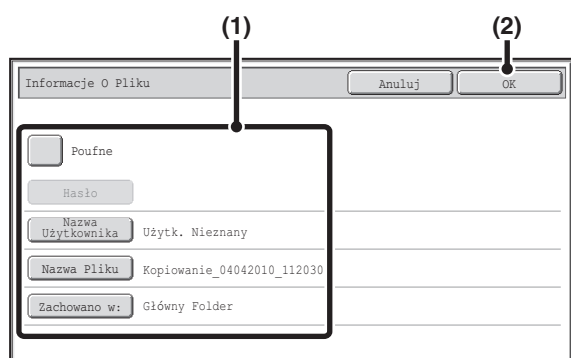 (1) (2)
Informacje O Pliku Anuluj OK
Poufne
Hasło
Nazwa
Użytkownika Użytk. Nieznany
Nazwa Pliku Kopiowanie_04042010_112030
Zachowano w: Główny Folder